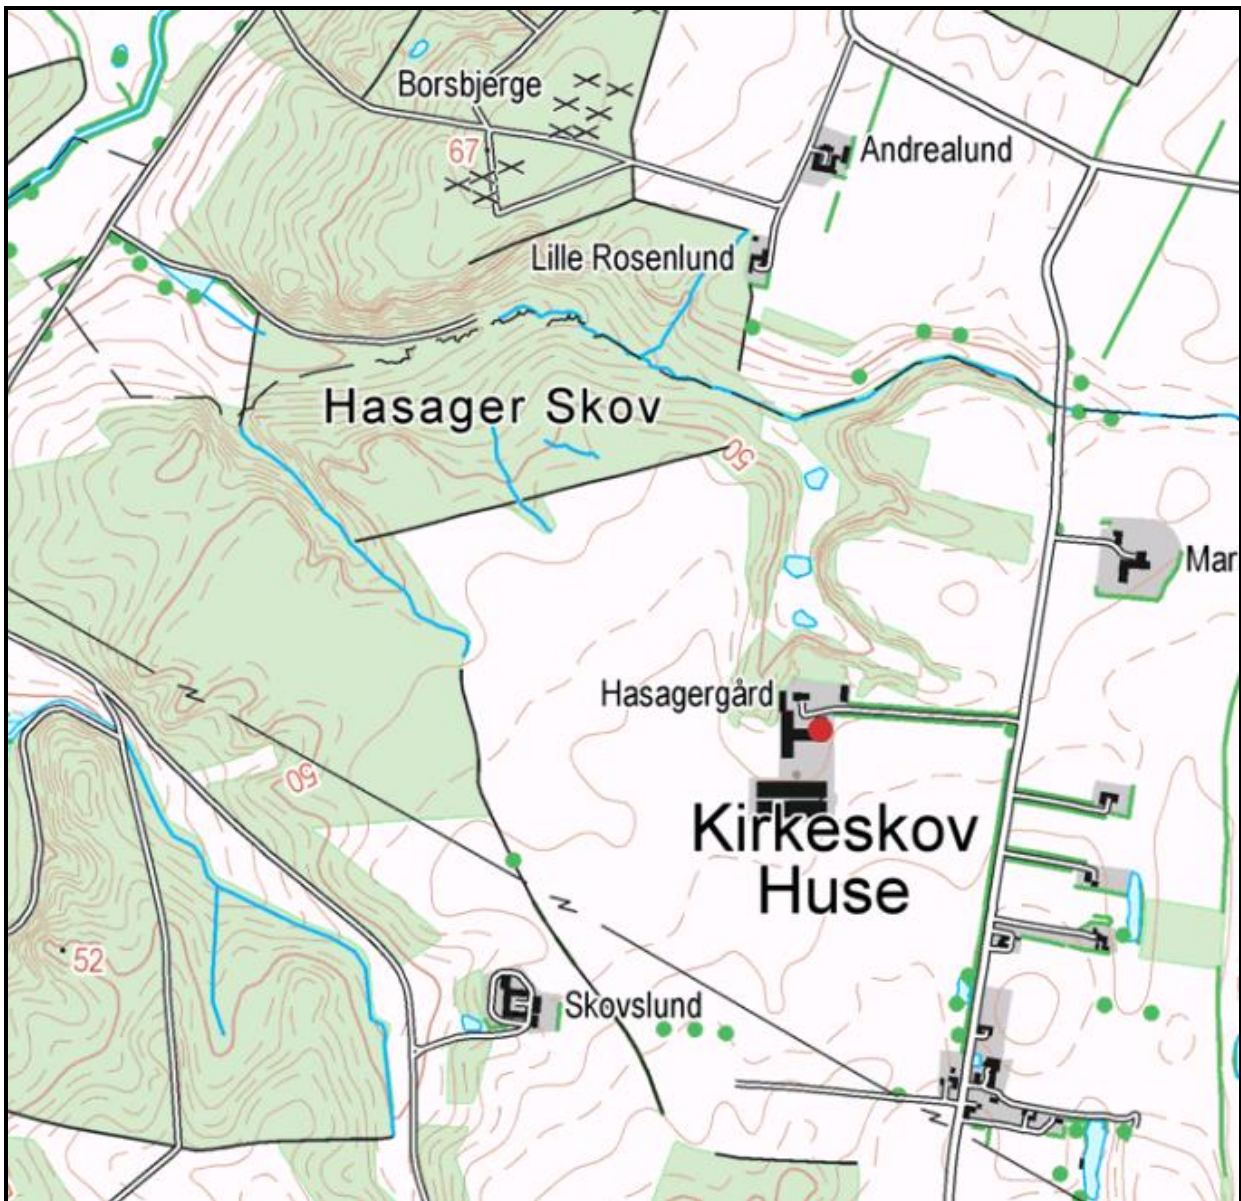 Borsbjerge
67
Andrealund
Lille Rosenlund
Hasager Skov
50
Mar
Hasagergård
50
Kirkeskov
Huse
52
Skovslund